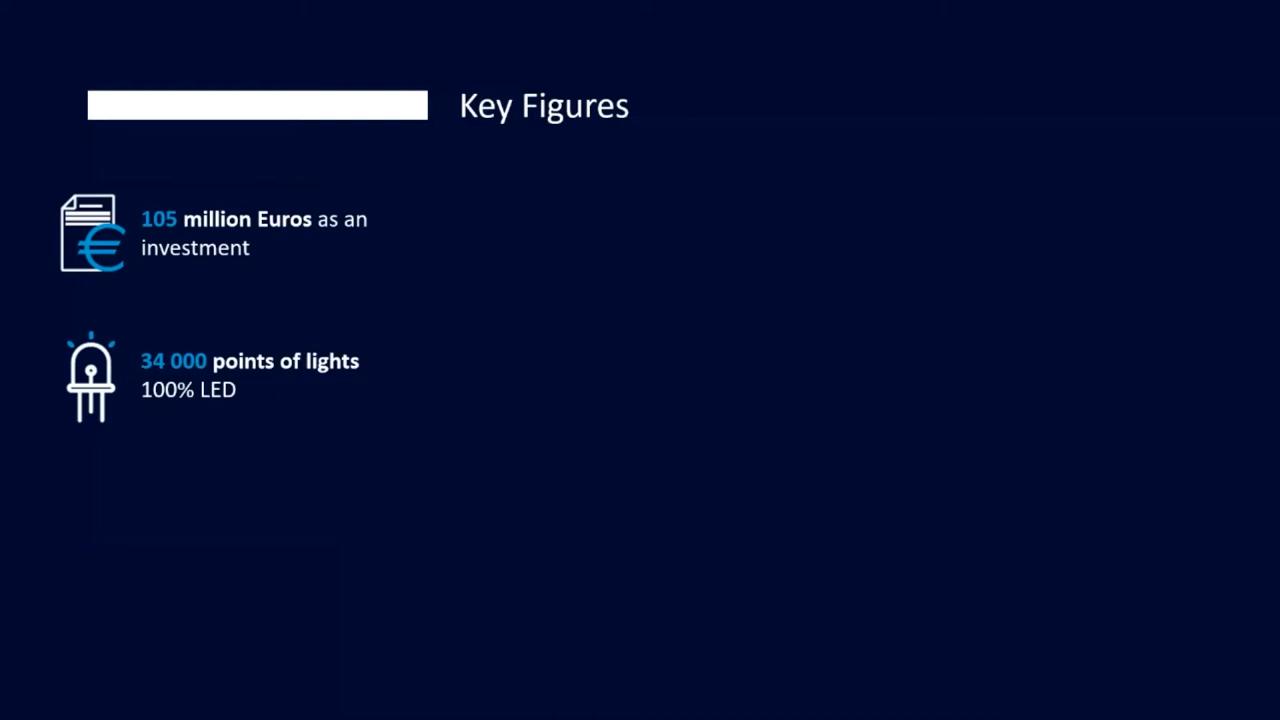 Key Figures
105 million Euros as an
investment
34 000 points of lights
100% LED